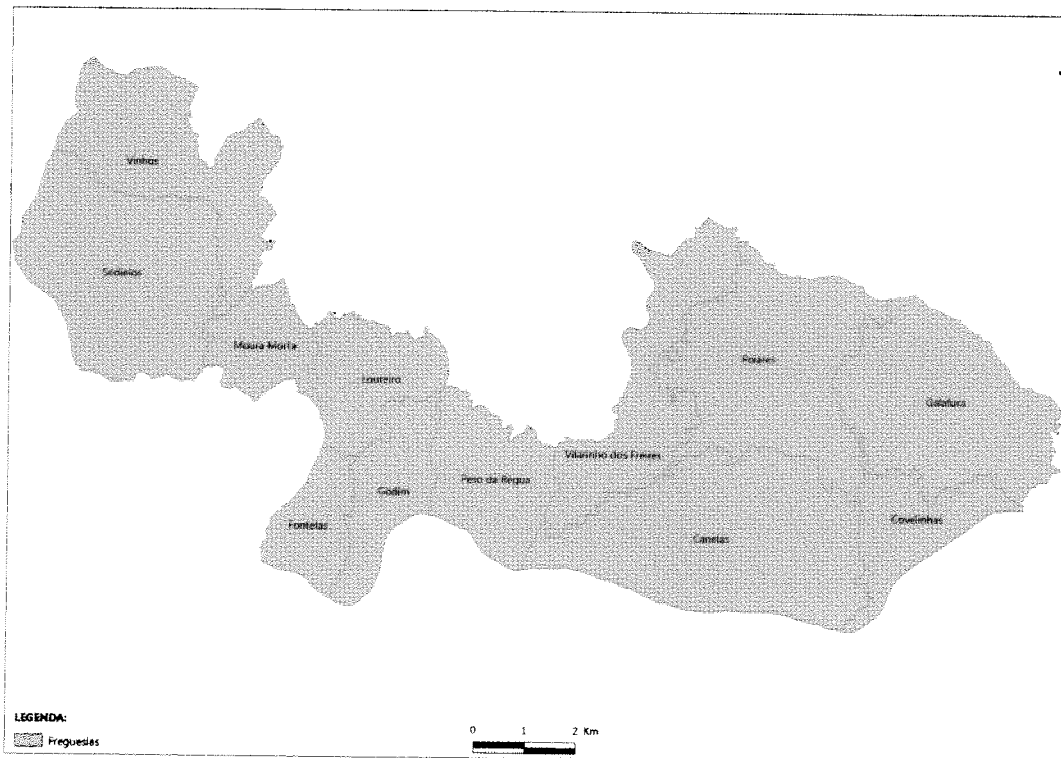 Vinhós
Sedielos
Moura Morta
Loureiro
Poiares
Galafura
Vilarinho dos Freires
Peso da Régua
Godim
Fontelas
Covelinhas
Canelas
LEGENDA:
Freguesias
0 1 2 Km